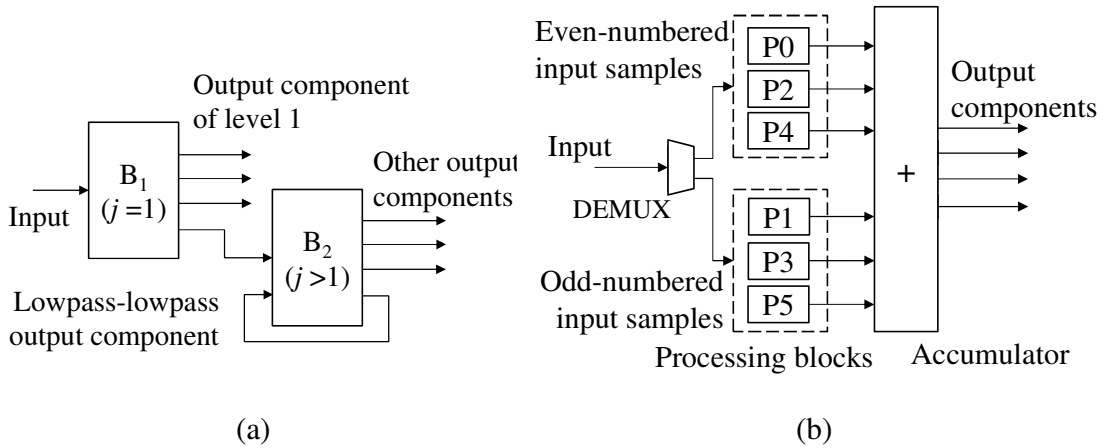 Output component
of level 1
B1
(j =1)
Input
Other output
components
B2
(j >1)
Lowpass-lowpass
output component
(a)
Even-numbered
input samples
P0
P2
P4
Input
DEMUX
P1
P3
P5
Odd-numbered
input samples
Processing blocks
+
Accumulator
Output
components
(b)